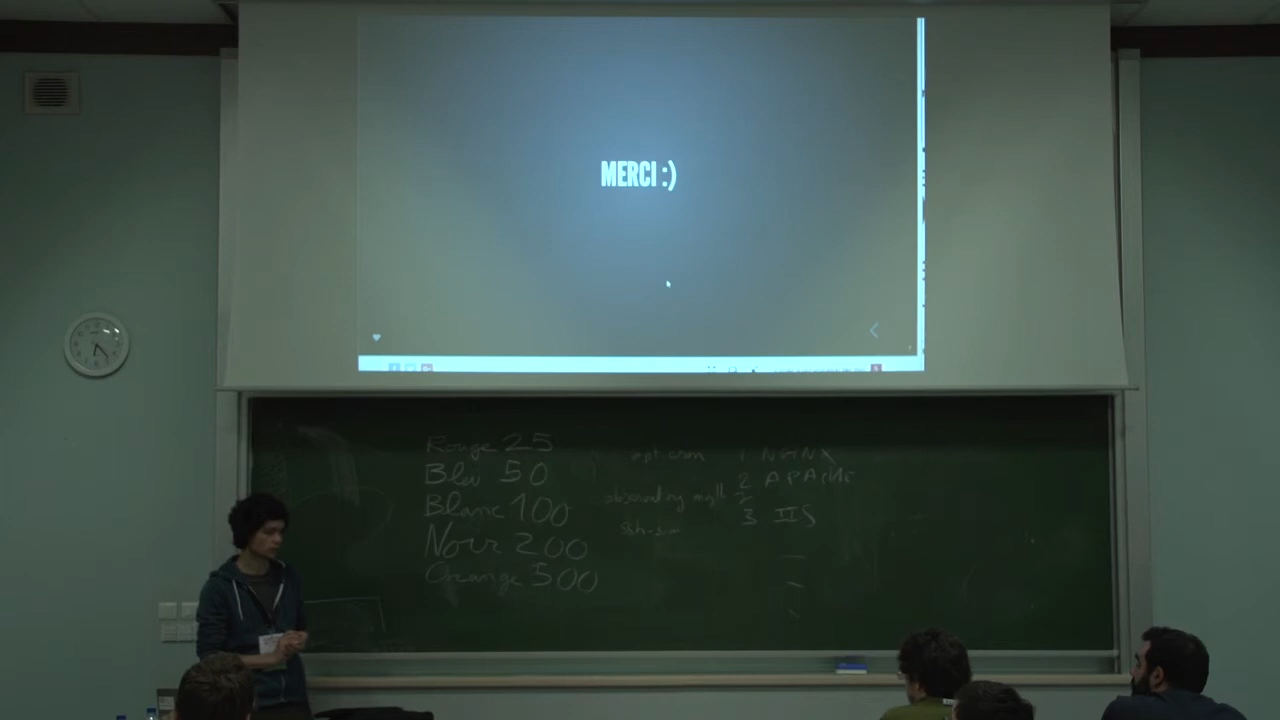 MERCI :)
Rouge 25
Bleu 50
Blanc 100
Noir 200
Orange 500
1 NGINX
2 APACHE
3 IIS